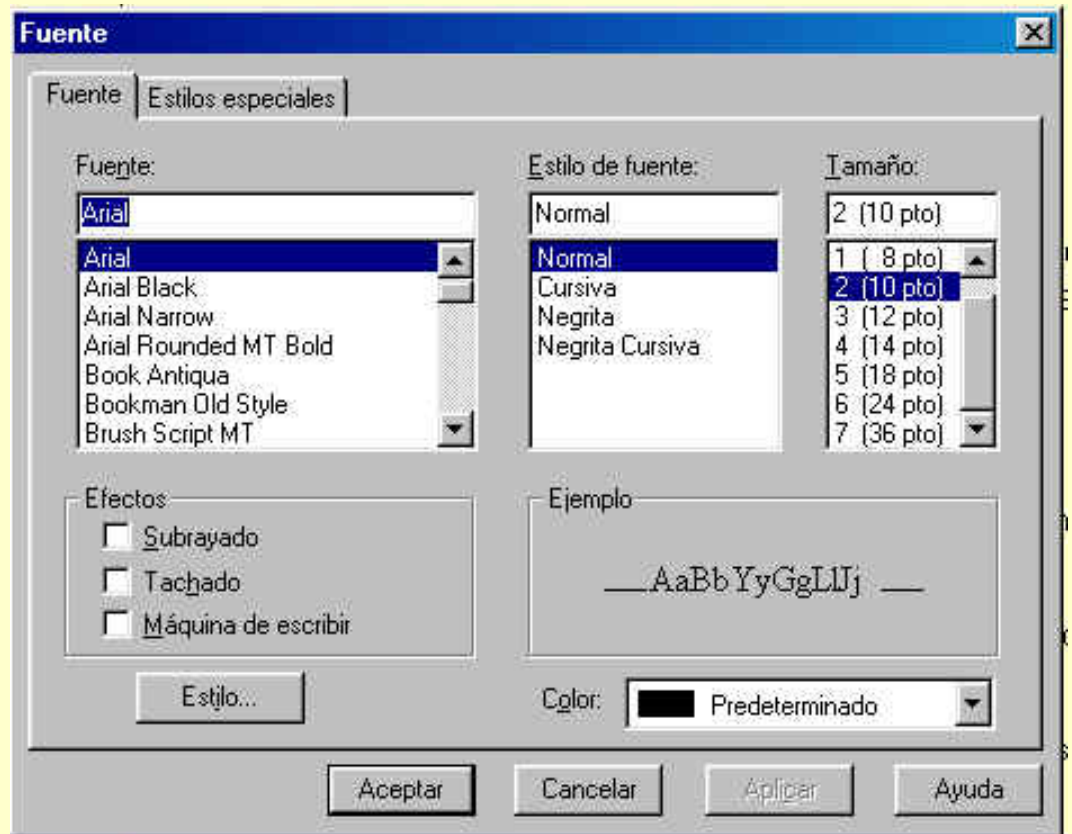 Fuente
Fuente Estilos especiales
Fuente: Estilo de fuente: Tamaño:
Arial Normal 2 (10 pto)
Arial
Arial Black
Arial Narrow
Arial Rounded MT Bold
Book Antiqua
Bookman Old Style
Brush Script MT
Normal
Cursiva
Negrita
Negrita Cursiva
1 ( 8 pto)
2 (10 pto)
3 (12 pto)
4 (14 pto)
5 (18 pto)
6 (24 pto)
7 (36 pto)
Efectos
Subrayado
Tachado
Máquina de escribir
Estilo...
Ejemplo
AaBbYyGgLlJj
Color: Predeterminado
Aceptar Cancelar Aplicar Ayuda